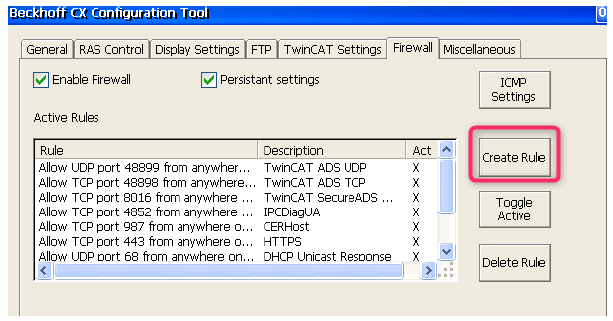 Beckhoff CX Configuration Tool
General RAS Control Display Settings FTP TwinCAT Settings Firewall Miscellaneous
Enable Firewall Persistant settings
ICMP Settings
Active Rules
Rule Description Act
Allow UDP port 48899 from anywher... TwinCAT ADS UDP X
Allow TCP port 48898 from anywhere... TwinCAT ADS TCP X
Allow TCP port 8016 from anywhere ... TwinCAT SecureADS ... X
Allow TCP port 4852 from anywhere ... IPCDiagUA X
Allow TCP port 987 from anywhere o... CERHost X
Allow TCP port 443 from anywhere o... HTTPS X
Allow UDP port 68 from anywhere on... DHCP Unicast Response X
Create Rule
Toggle Active
Delete Rule